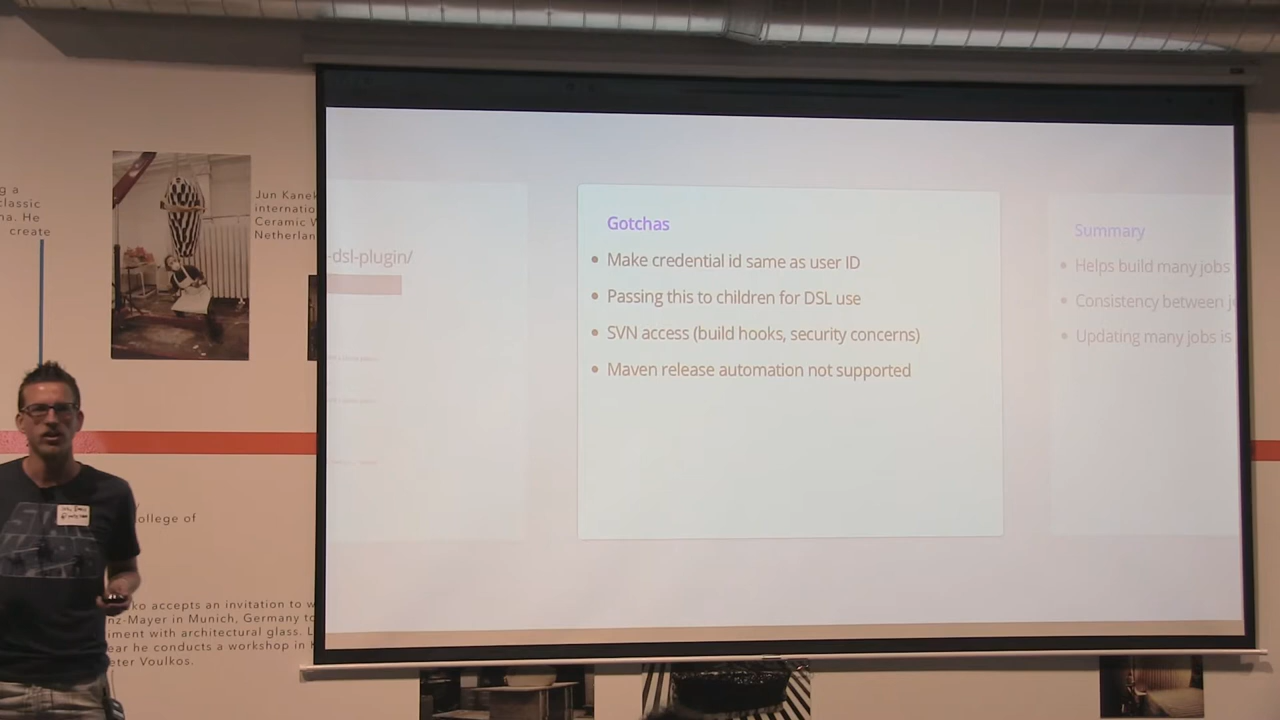 g a
classic
na. He
create
Jun Kanek
internatio
Ceramic W
Netherlan
-dsl-plugin/
Gotchas
Make credential id same as user ID
Passing this to children for DSL use
SVN access (build hooks, security concerns)
Maven release automation not supported
Summary
Helps build many jobs
Consistency between j
Updating many jobs is
ollege of
ko accepts an invitation to w
nz-Mayer in Munich, Germany to
iment with architectural glass. L
ear he conducts a workshop in
eter Voulkos.